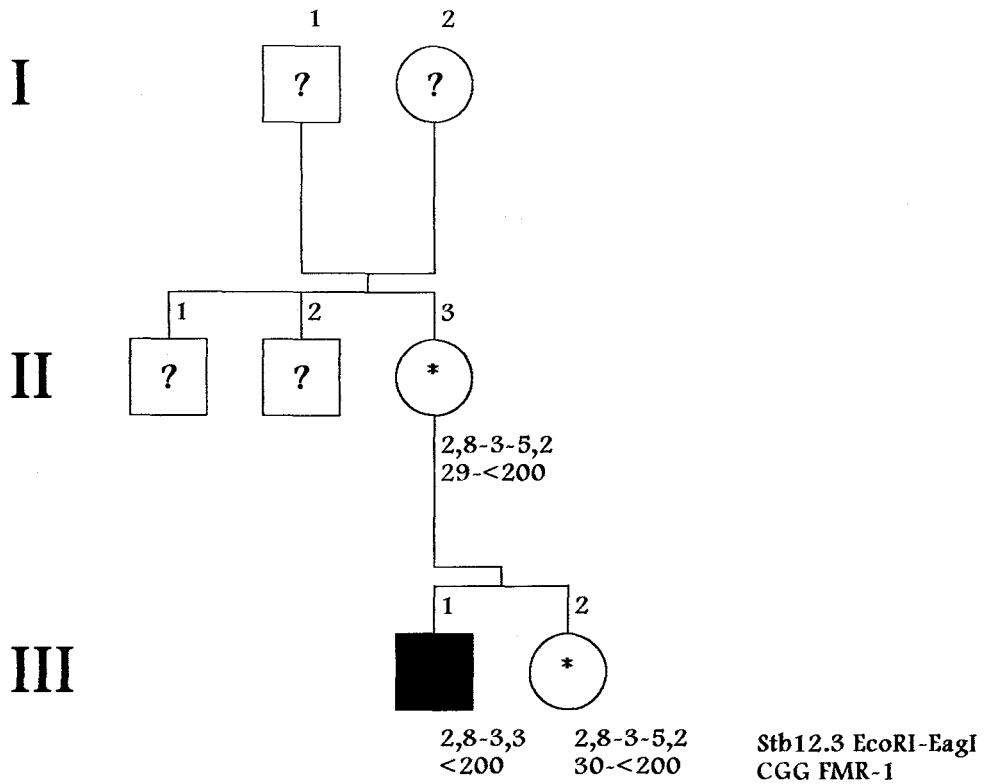 1 2
I ? ?
1 2 3
II ? ? *
2,8-3-5,2
29-<200
1 2
III *
2,8-3,3 2,8-3-5,2 Stb12.3 EcoRI-EagI
<200 30-<200 CGG FMR-1